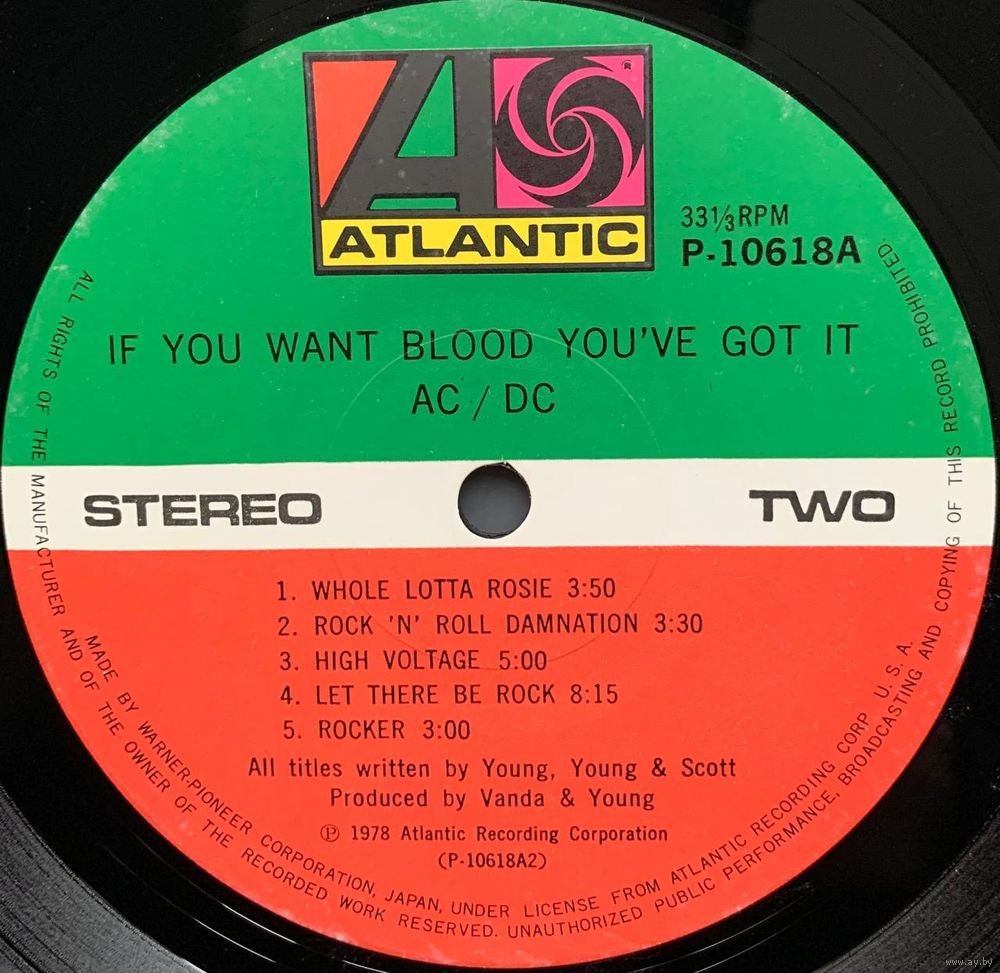 ATLANTIC
®
33⅓ RPM
P-10618A
IF YOU WANT BLOOD YOU'VE GOT IT
AC / DC
STEREO
TWO
1. WHOLE LOTTA ROSIE 3:50
2. ROCK 'N' ROLL DAMNATION 3:30
3. HIGH VOLTAGE 5:00
4. LET THERE BE ROCK 8:15
5. ROCKER 3:00
All titles written by Young, Young & Scott
Produced by Vanda & Young
℗ 1978 Atlantic Recording Corporation
(P-10618A2)
MADE BY WARNER-PIONEER CORPORATION, JAPAN, UNDER LICENSE FROM ATLANTIC RECORDING CORP. U. S. A.
ALL RIGHTS OF THE MANUFACTURER AND OF THE OWNER OF THE RECORDED WORK RESERVED. UNAUTHORIZED PUBLIC PERFORMANCE, BROADCASTING AND COPYING OF THIS RECORD PROHIBITED.
www.ay.by